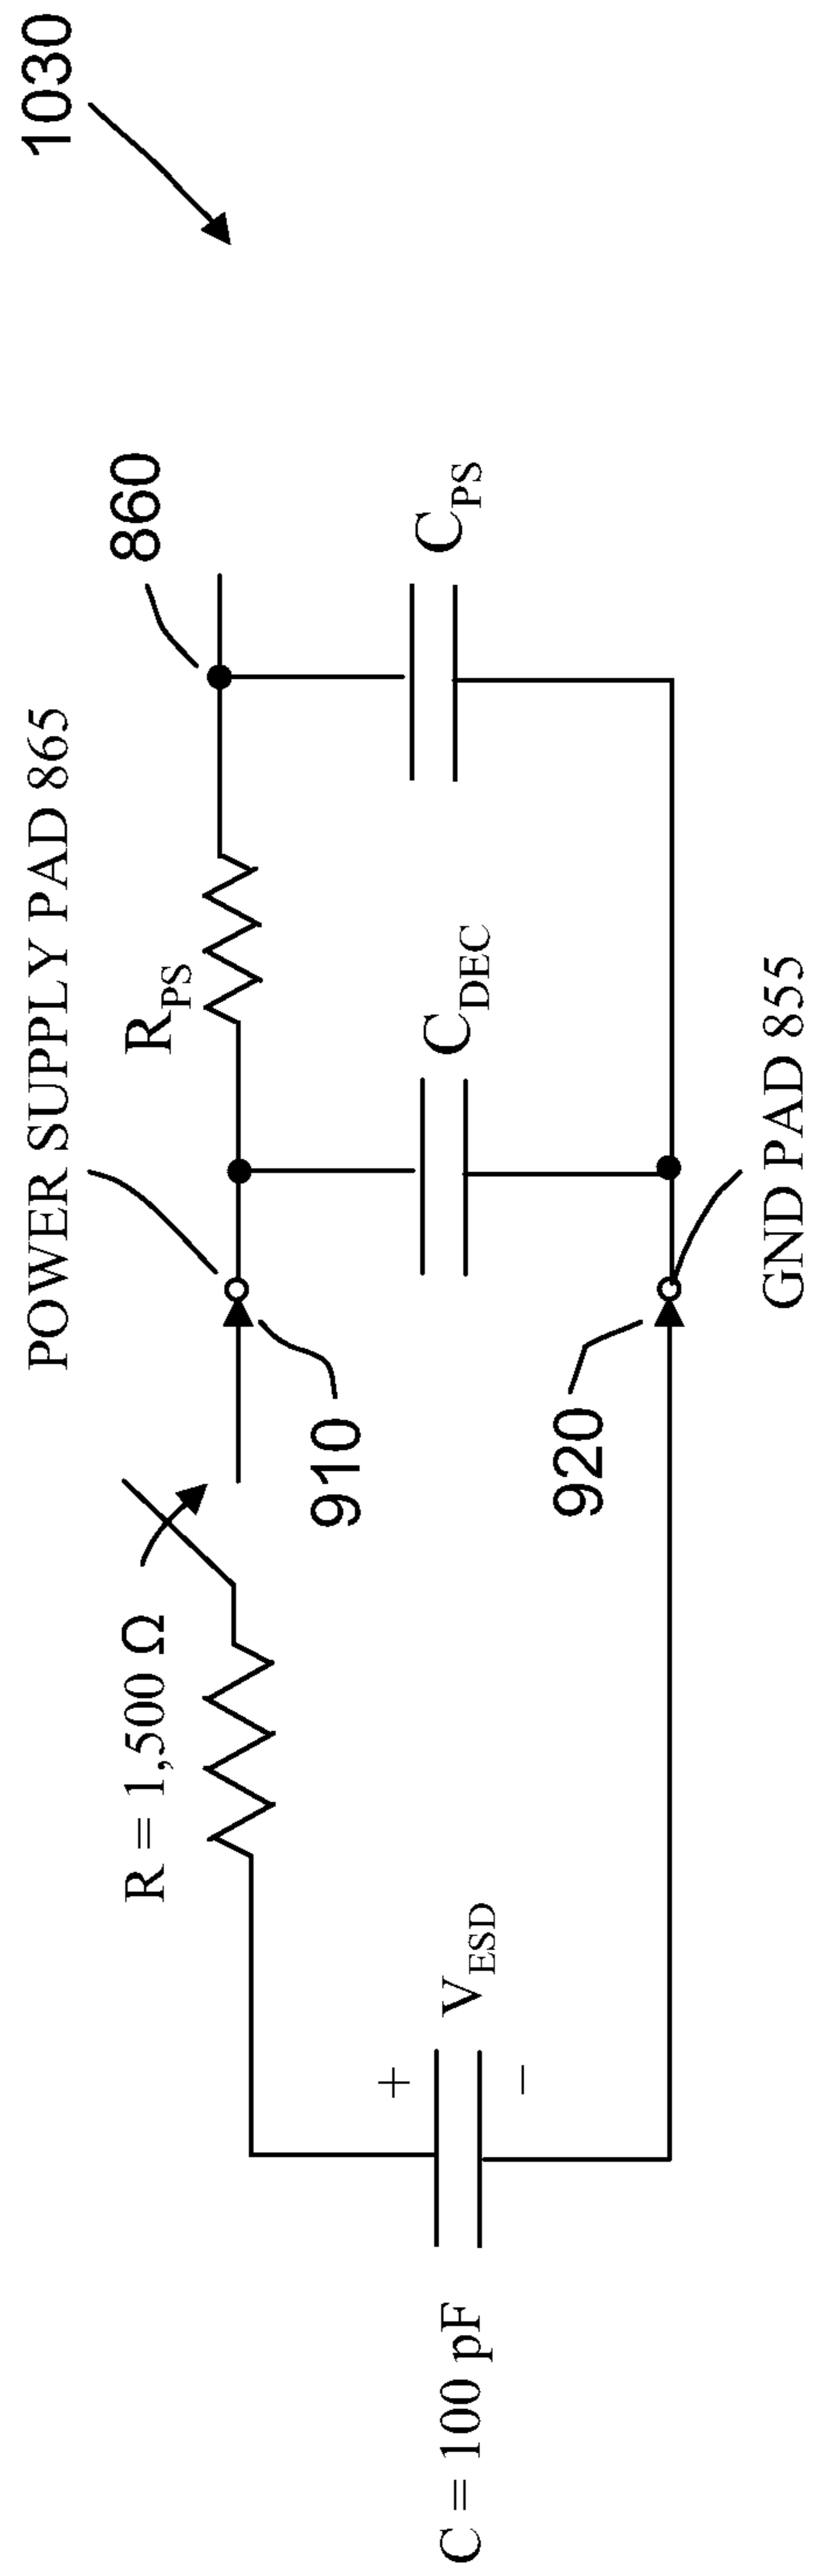 1030
POWER SUPPLY PAD 865
860
R = 1,500 Ω
R_PS
910
C_DEC
C_PS
+
V_ESD
−
C = 100 pF
920
GND PAD 855